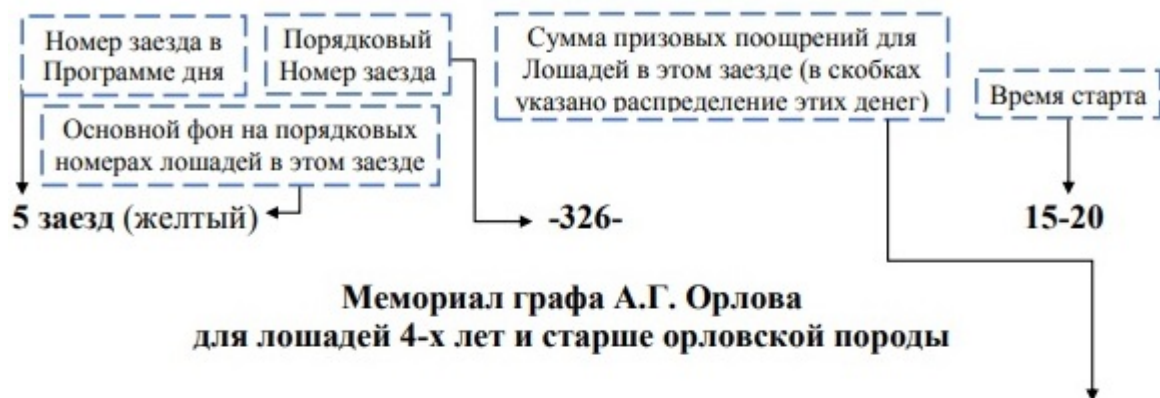 Номер заезда в
Программе дня
Порядковый
Номер заезда
Сумма призовых поощрений для
Лошадей в этом заезде (в скобках
указано распределение этих денег)
Время старта
Основной фон на порядковых
номерах лошадей в этом заезде
5 заезд (желтый)
-326-
15-20
Мемориал графа А.Г. Орлова
для лошадей 4-х лет и старше орловской породы